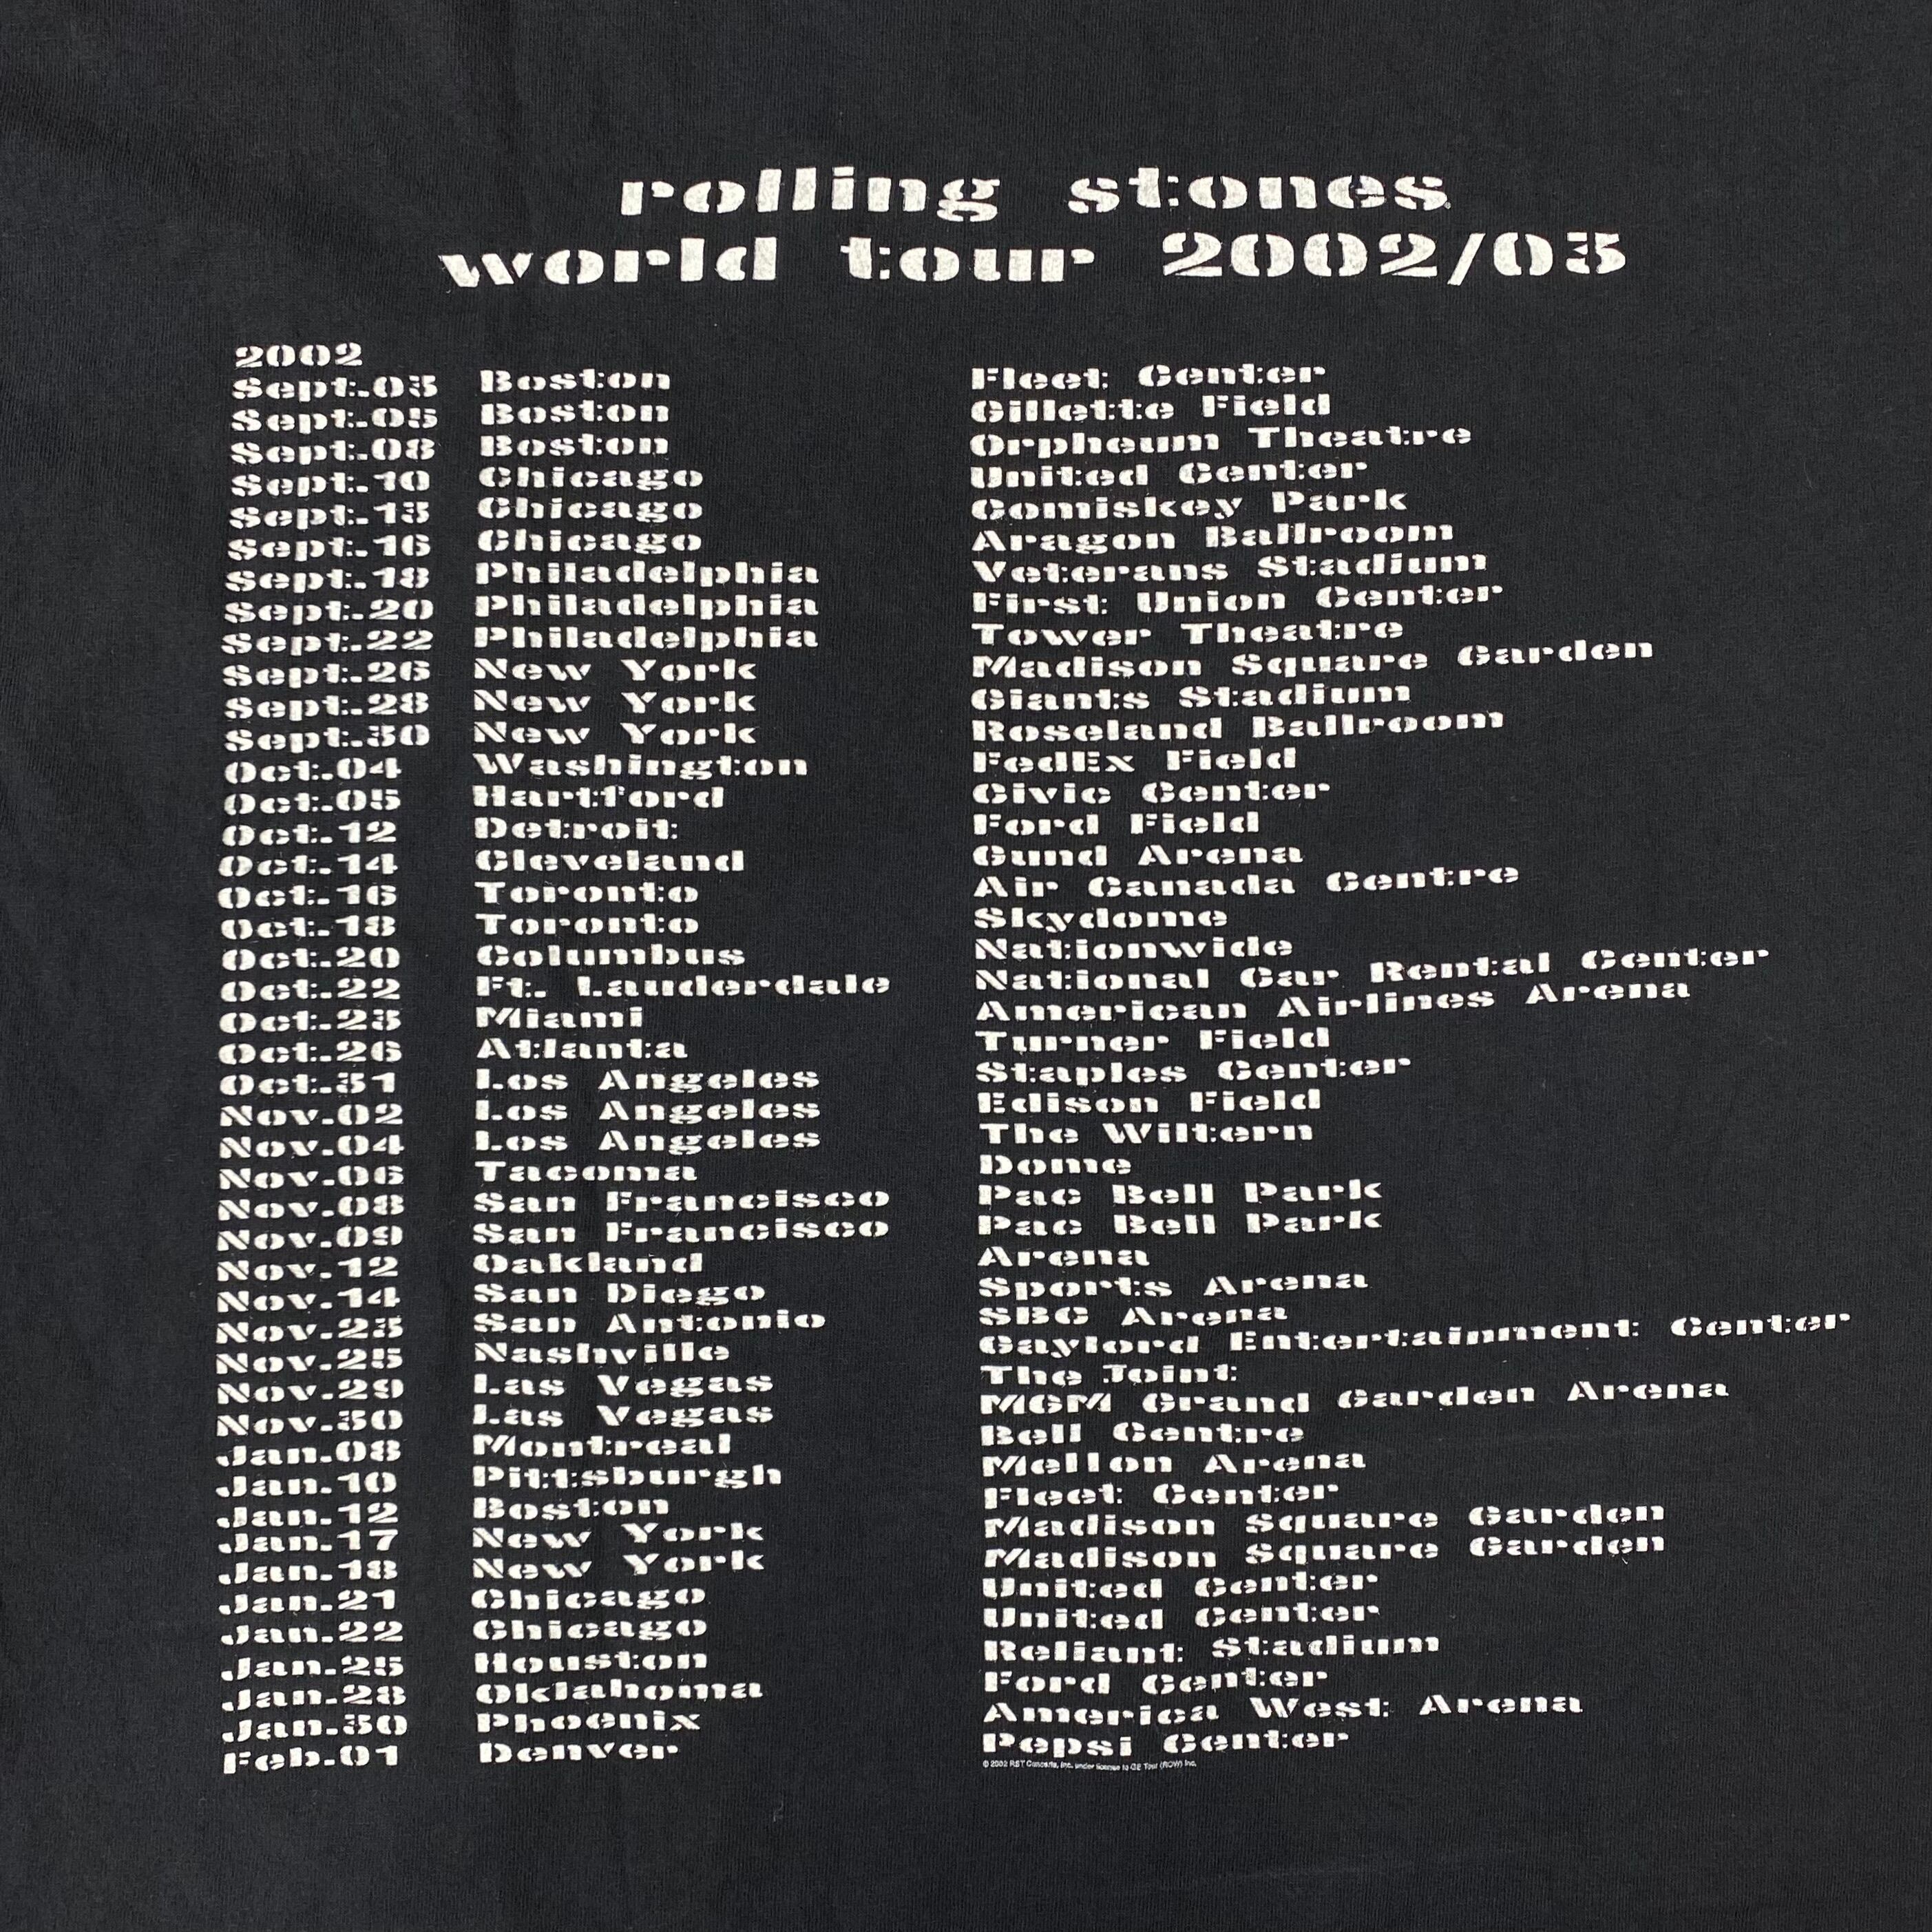 rolling stones®
world tour 2002/03
2002
Sept.03 Boston Fleet Center
Sept.05 Boston Gillette Field
Sept.08 Boston Orpheum Theatre
Sept.10 Chicago United Center
Sept.13 Chicago Comiskey Park
Sept.16 Chicago Aragon Ballroom
Sept.18 Philadelphia Veterans Stadium
Sept.20 Philadelphia First Union Center
Sept.22 Philadelphia Tower Theatre
Sept.26 New York Madison Square Garden
Sept.28 New York Giants Stadium
Sept.30 New York Roseland Ballroom
Oct.04 Washington FedEx Field
Oct.05 Hartford Civic Center
Oct.12 Detroit Ford Field
Oct.14 Cleveland Gund Arena
Oct.16 Toronto Air Canada Centre
Oct.18 Toronto Skydome
Oct.20 Columbus Nationwide
Oct.22 Ft. Lauderdale National Car Rental Center
Oct.23 Miami American Airlines Arena
Oct.26 Atlanta Turner Field
Oct.31 Los Angeles Staples Center
Nov.02 Los Angeles Edison Field
Nov.04 Los Angeles The Wiltern
Nov.06 Tacoma Dome
Nov.08 San Francisco Pac Bell Park
Nov.09 San Francisco Pac Bell Park
Nov.12 Oakland Arena
Nov.14 San Diego Sports Arena
Nov.23 San Antonio SBC Arena
Nov.25 Nashville Gaylord Entertainment Center
Nov.29 Las Vegas The Joint
Nov.30 Las Vegas MGM Grand Garden Arena
Jan.08 Montreal Bell Centre
Jan.10 Pittsburgh Mellon Arena
Jan.12 Boston Fleet Center
Jan.17 New York Madison Square Garden
Jan.18 New York Madison Square Garden
Jan.21 Chicago United Center
Jan.22 Chicago United Center
Jan.25 Houston Reliant Stadium
Jan.28 Oklahoma Ford Center
Jan.30 Phoenix America West Arena
Feb.01 Denver Pepsi Center
© 2002 RST Concerts, Inc. under license to G2 Tour (ROW) Inc.